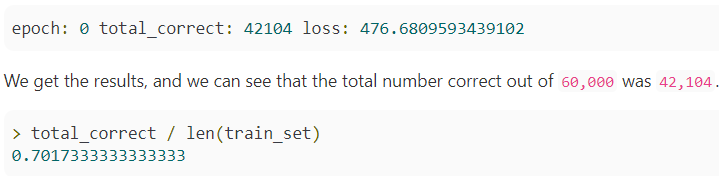 epoch: 0 total_correct: 42104 loss: 476.6809593439102
We get the results, and we can see that the total number correct out of 60,000 was 42,104.
> total_correct / len(train_set)
0.7017333333333333